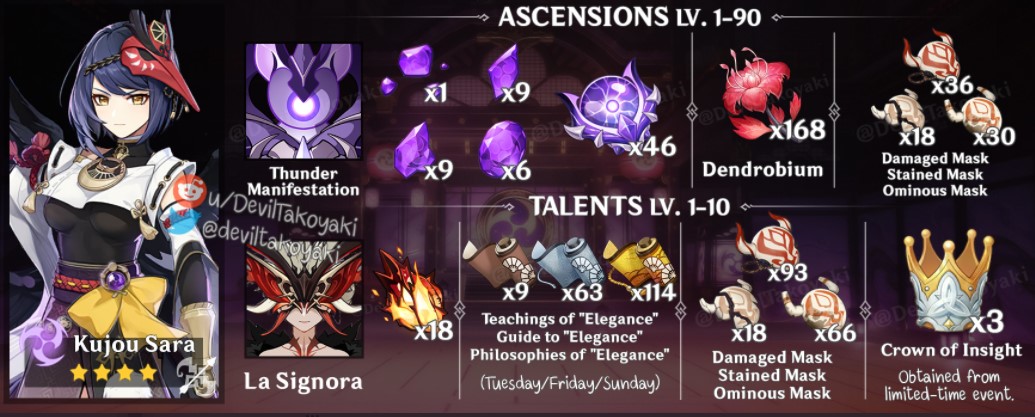 ASCENSIONS LV. 1-90
x1
x9
x9
x6
x46
x168
x36
x18
x30
Thunder
Manifestation
Dendrobium
Damaged Mask
Stained Mask
Ominous Mask
u/DevilTakoyaki
@deviltakoyaki
TALENTS LV. 1-10
x18
x9
x63
x114
x93
x18
x66
x3
Kujou Sara
La Signora
Teachings of "Elegance"
Guide to "Elegance"
Philosophies of "Elegance"
(Tuesday/Friday/Sunday)
Damaged Mask
Stained Mask
Ominous Mask
Crown of Insight
Obtained from
limited-time event.